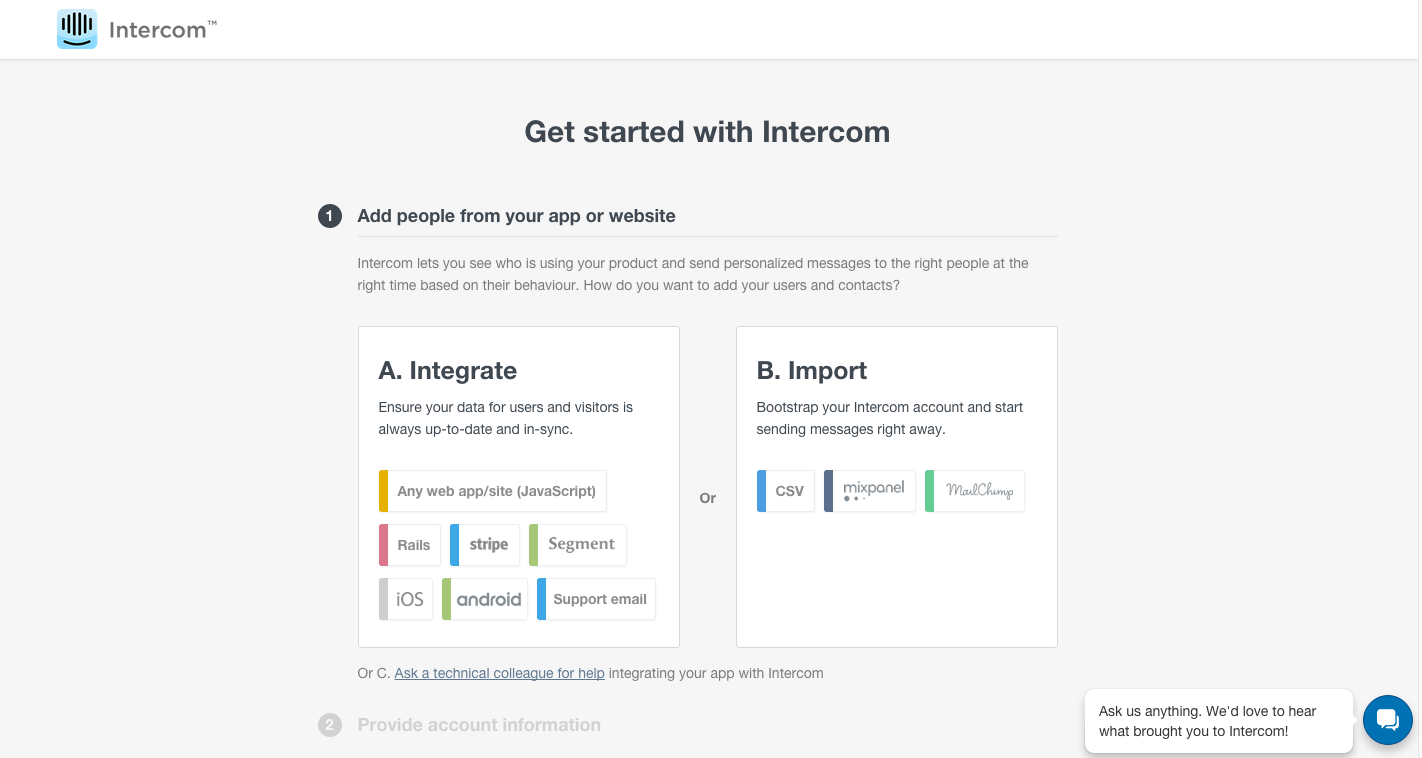 Intercom™
Get started with Intercom
1 Add people from your app or website
Intercom lets you see who is using your product and send personalized messages to the right people at the
right time based on their behaviour. How do you want to add your users and contacts?
A. Integrate
Ensure your data for users and visitors is
always up-to-date and in-sync.
Any web app/site (JavaScript)
Rails stripe Segment
iOS android Support email
Or
B. Import
Bootstrap your Intercom account and start
sending messages right away.
CSV mixpanel MailChimp
Or C. Ask a technical colleague for help integrating your app with Intercom
2 Provide account information
Ask us anything. We'd love to hear
what brought you to Intercom!